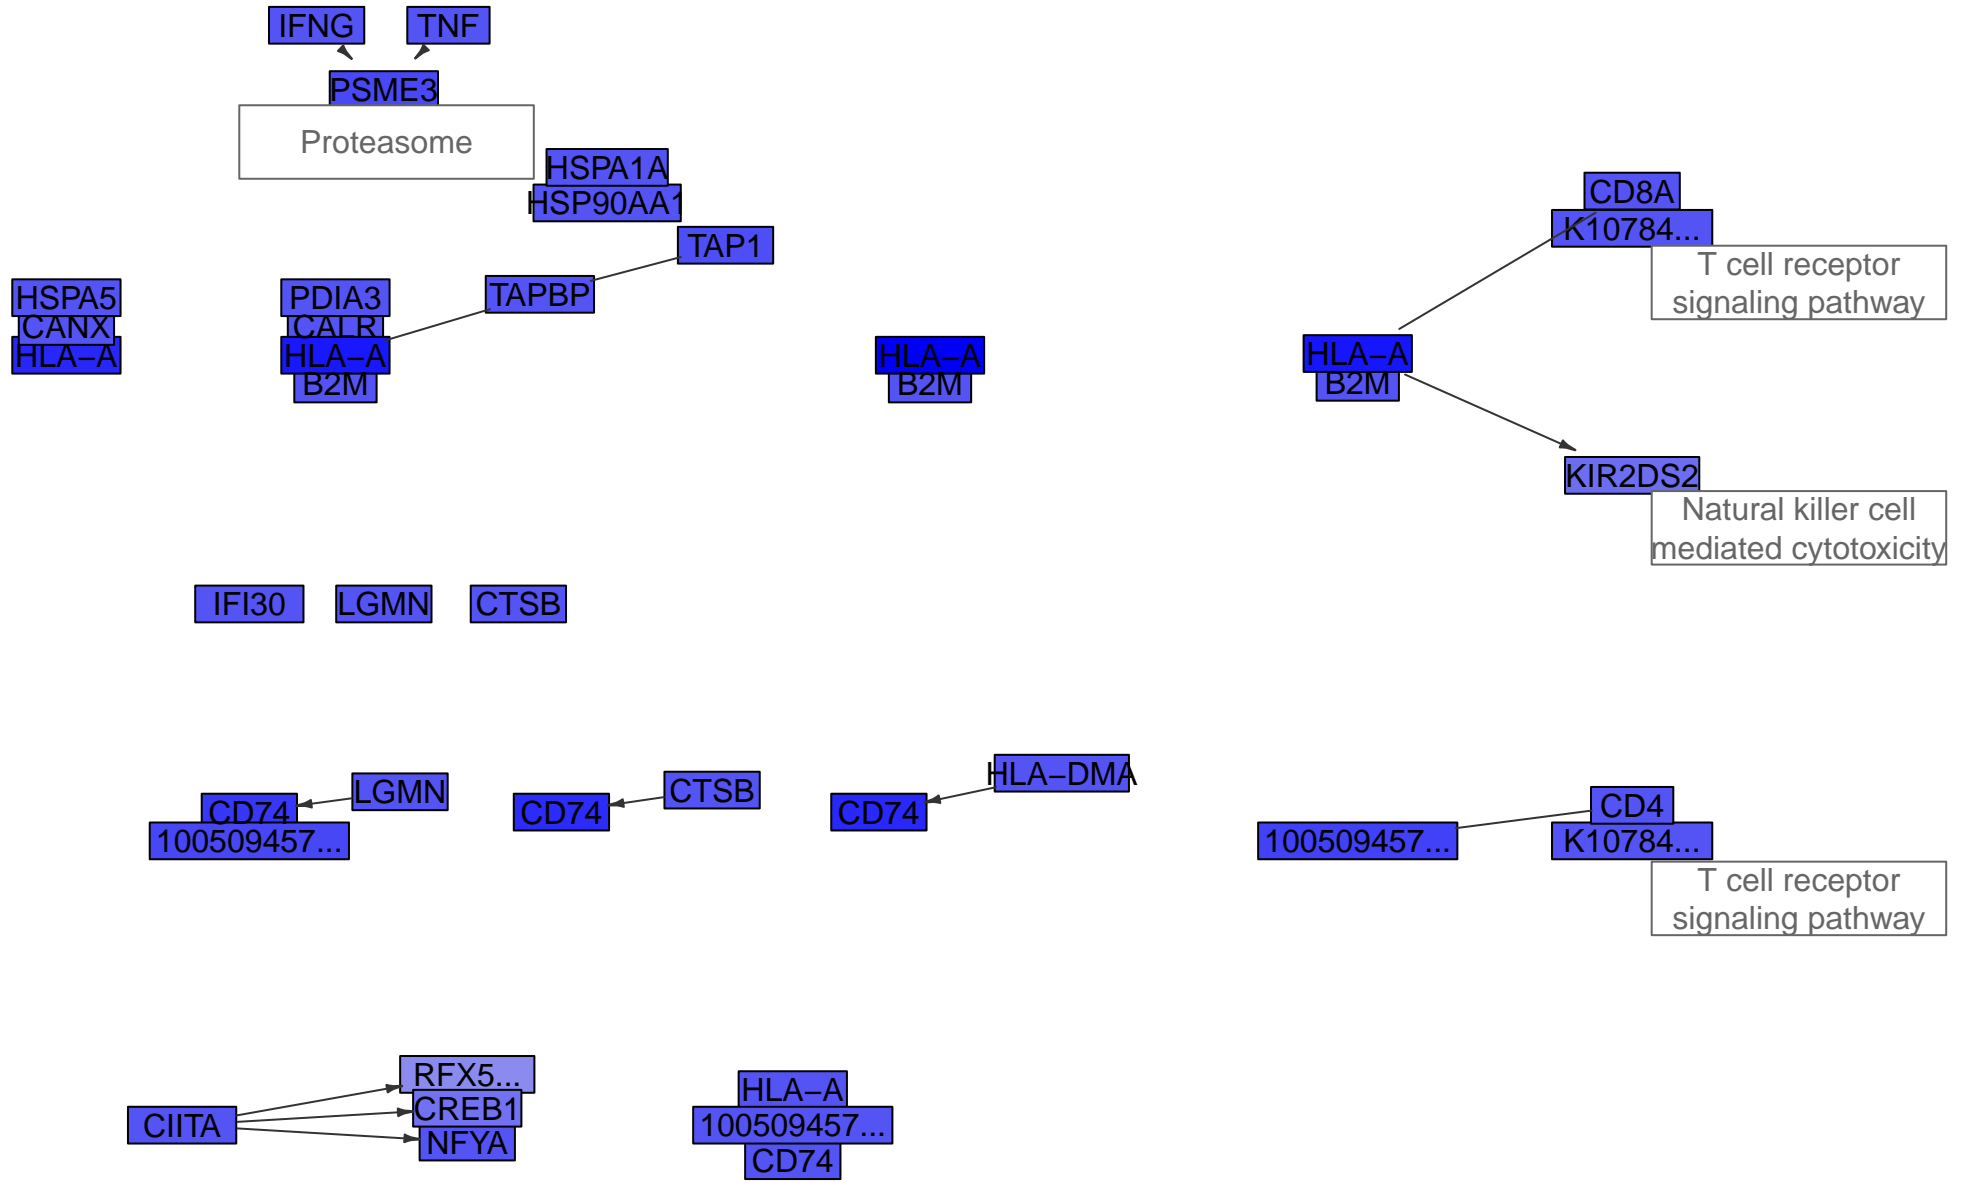 IFNG
TNF
PSME3
Proteasome
HSPA1A
HSP90AA1
TAP1
TAPBP
CD8A
K10784...
T cell receptor
signaling pathway
HSPA5
CANX
HLA–A
PDIA3
CALR
HLA–A
B2M
HLA–A
B2M
HLA–A
B2M
KIR2DS2
Natural killer cell
mediated cytotoxicity
IFI30
LGMN
CTSB
LGMN
CD74
100509457...
CTSB
CD74
HLA–DMA
CD74
CD4
100509457...
K10784...
T cell receptor
signaling pathway
RFX5...
CREB1
NFYA
CIITA
HLA–A
100509457...
CD74